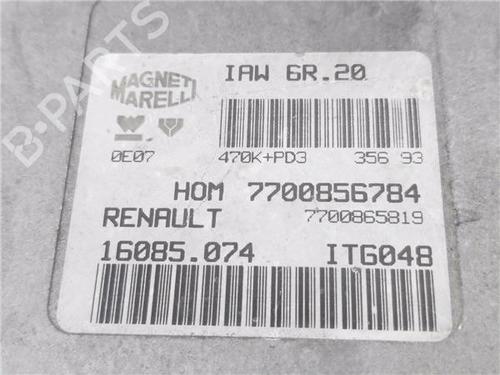 B-PARTS
MAGNETI MARELLI
IAW 6R.20
0E07 470K+PD3 356 93
HOM 7700856784
RENAULT 7700865819
16085.074 ITG048